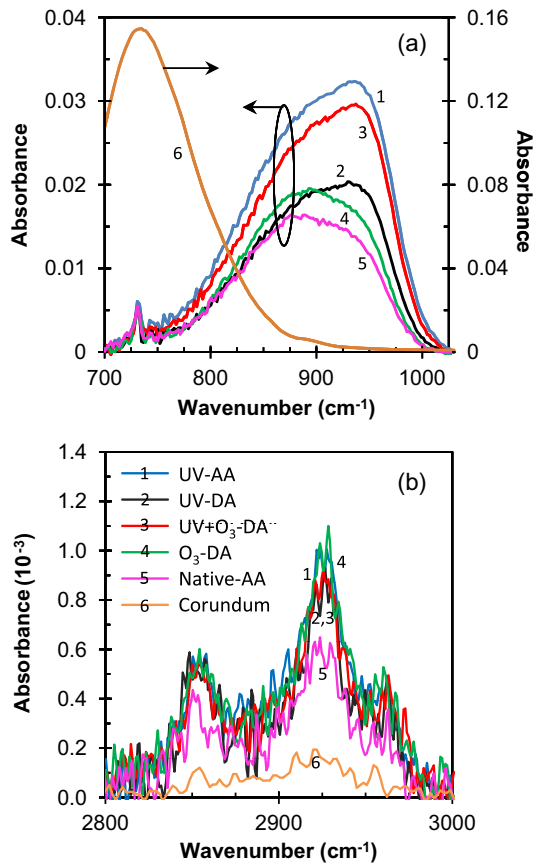 0.04
0.03
0.02
0.01
0
Absorbance
0.16
0.12
0.08
0.04
0
Absorbance
(a)
1
3
2
4
5
6
700
800
900
1000
Wavenumber (cm-1)
1.4
1.2
1.0
0.8
0.6
0.4
0.2
0.0
Absorbance (10-3)
(b)
1 UV-AA
2 UV-DA
3 UV+O3-DA
4 O3-DA
5 Native-AA
6 Corundum
1
4
2,3
5
6
2800
2900
3000
Wavenumber (cm-1)